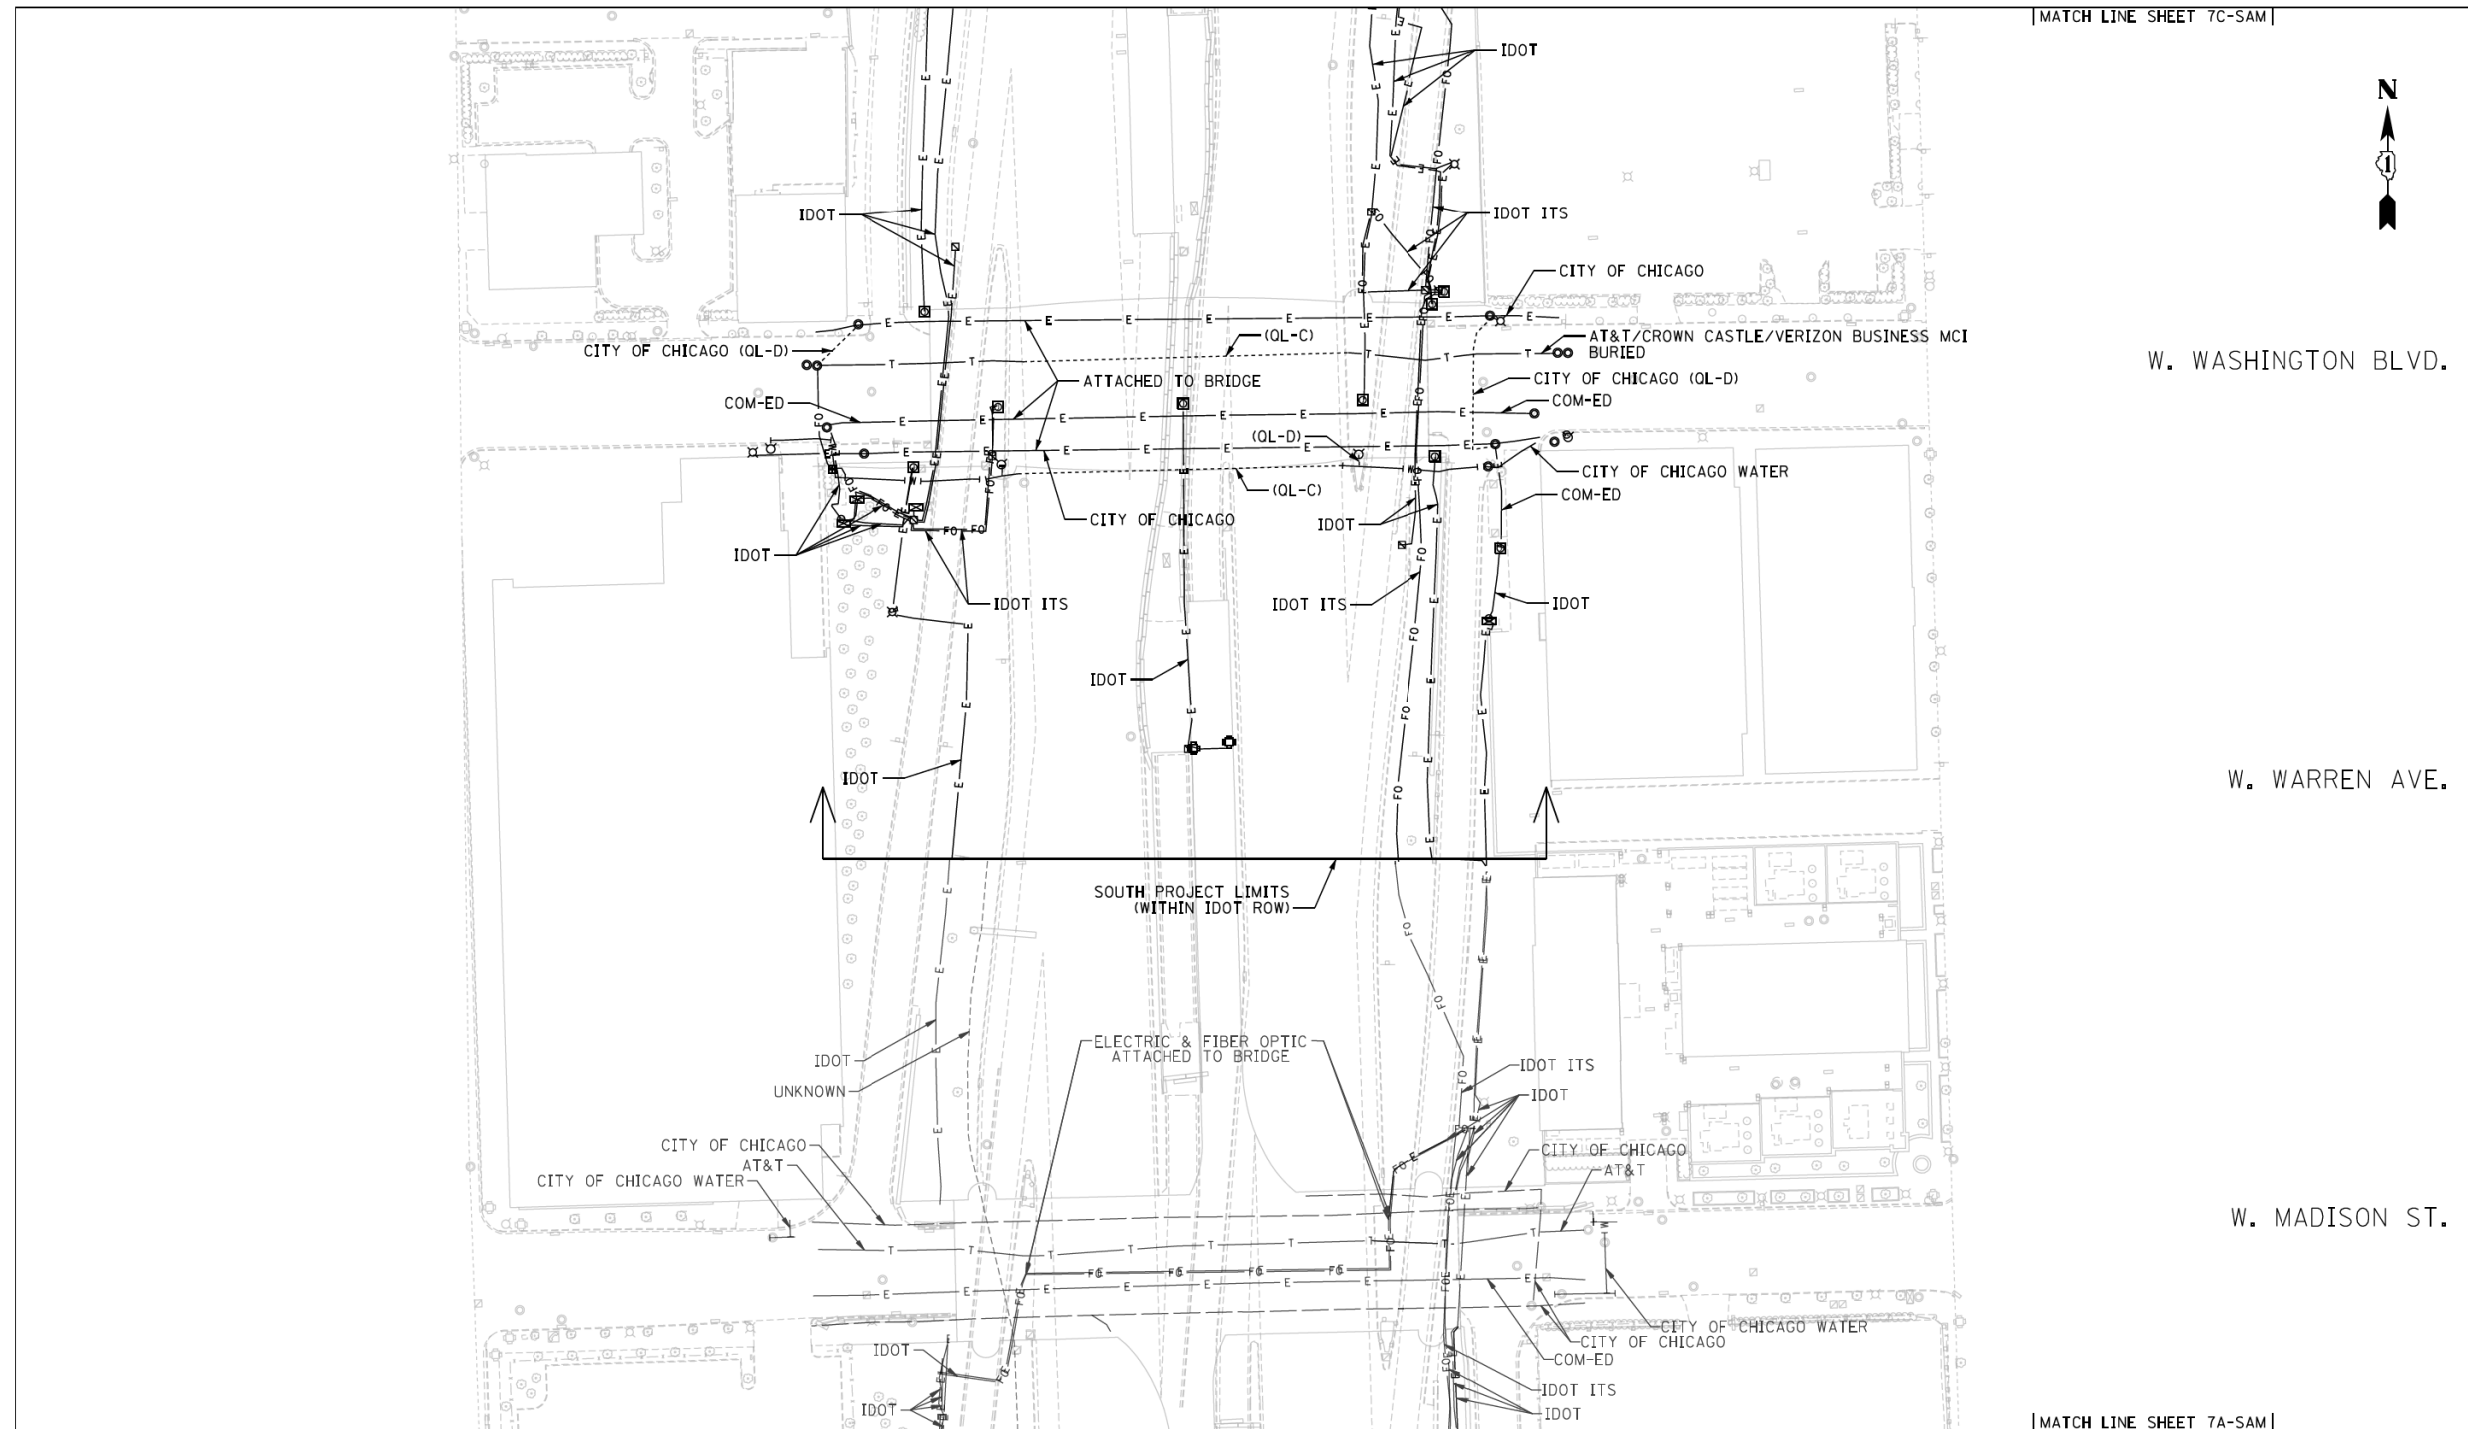 MATCH LINE SHEET 7C-SAM
IDOT
N
1
IDOT
IDOT ITS
CITY OF CHICAGO
CITY OF CHICAGO (QL-D)
(QL-C)
AT&T/CROWN CASTLE/VERIZON BUSINESS MCI
BURIED
W. WASHINGTON BLVD.
ATTACHED TO BRIDGE
CITY OF CHICAGO (QL-D)
COM-ED
COM-ED
(QL-D)
CITY OF CHICAGO WATER
(QL-C)
COM-ED
CITY OF CHICAGO
IDOT
IDOT
IDOT ITS
IDOT ITS
IDOT
IDOT
IDOT
W. WARREN AVE.
SOUTH PROJECT LIMITS
(WITHIN IDOT ROW)
ELECTRIC & FIBER OPTIC
ATTACHED TO BRIDGE
IDOT
IDOT ITS
UNKNOWN
IDOT
CITY OF CHICAGO
CITY OF CHICAGO
AT&T
AT&T
CITY OF CHICAGO WATER
W. MADISON ST.
CITY OF CHICAGO WATER
CITY OF CHICAGO
IDOT
COM-ED
IDOT ITS
IDOT
IDOT
MATCH LINE SHEET 7A-SAM